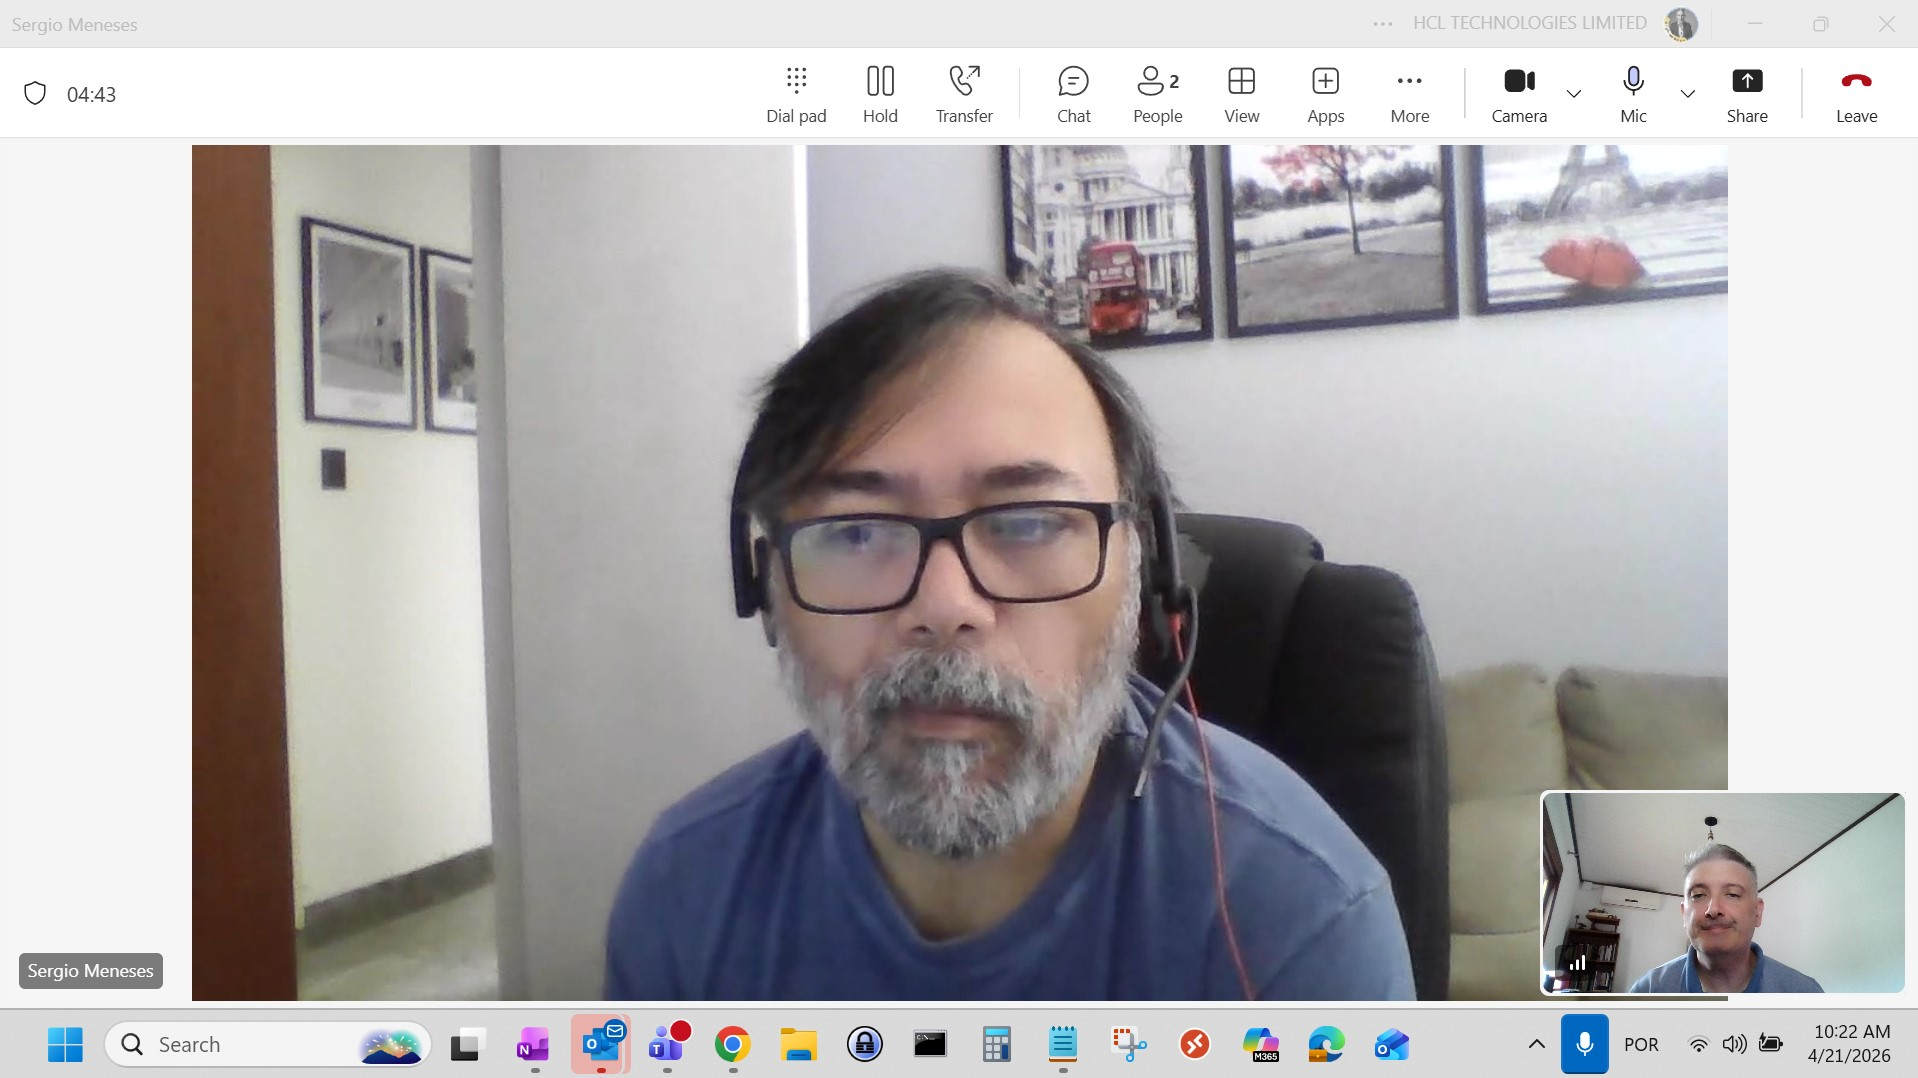 Sergio Meneses
HCL TECHNOLOGIES LIMITED
04:43
Dial pad
Hold
Transfer
Chat
2
People
View
Apps
More
Camera
Mic
Share
Leave
Sergio Meneses
Search
M365
POR
10:22 AM
4/21/2026